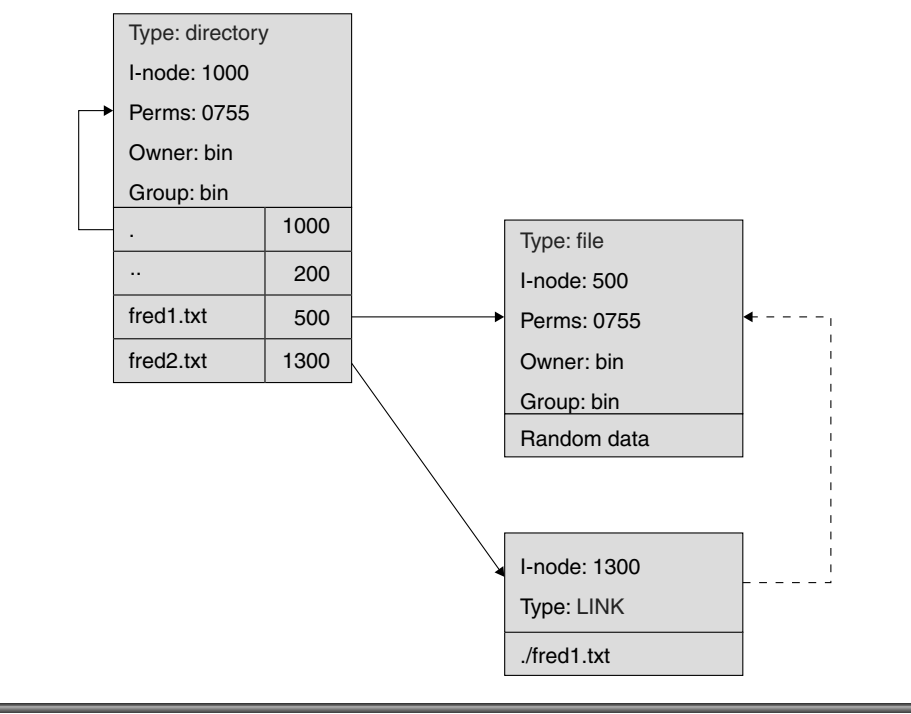 Type: directory
I-node: 1000
Perms: 0755
Owner: bin
Group: bin
. 1000
.. 200
fred1.txt 500
fred2.txt 1300
Type: file
I-node: 500
Perms: 0755
Owner: bin
Group: bin
Random data
I-node: 1300
Type: LINK
./fred1.txt